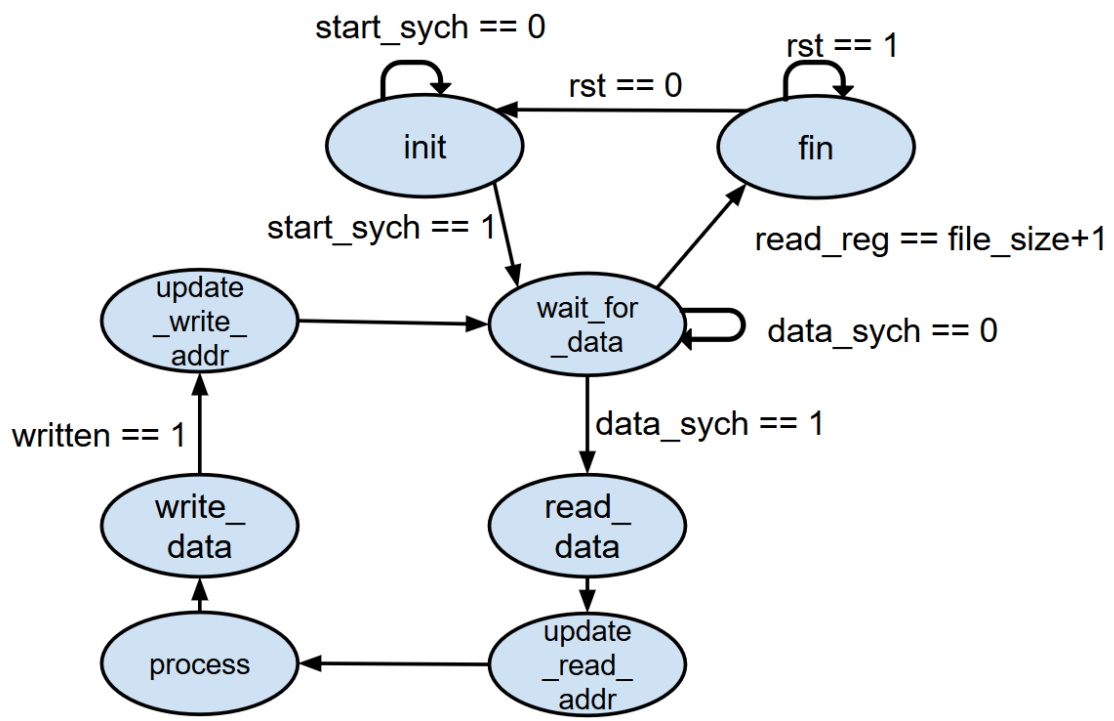 start_sych == 0
rst == 1
rst == 0
init
fin
start_sych == 1
read_reg == file_size+1
update
_write_
addr
wait_for
_data
data_sych == 0
written == 1
data_sych == 1
write_
data
read_
data
process
update
_read_
addr